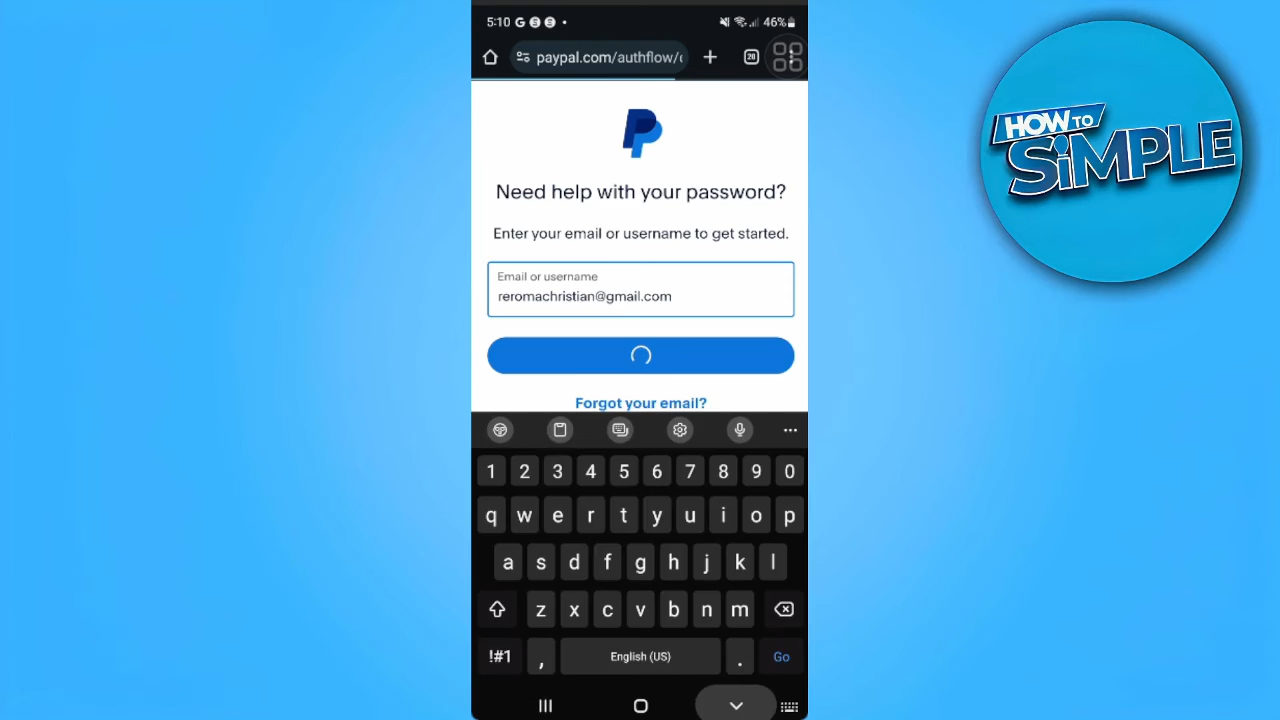 5:10 G
46%
paypal.com/authflow/
20
Need help with your password?
Enter your email or username to get started.
Email or username
reromachristian@gmail.com
Forgot your email?
1 2 3 4 5 6 7 8 9 0
q w e r t y u i o p
a s d f g h j k l
z x c v b n m
!#1 , English (US) . Go
HOW TO
SiMPLE